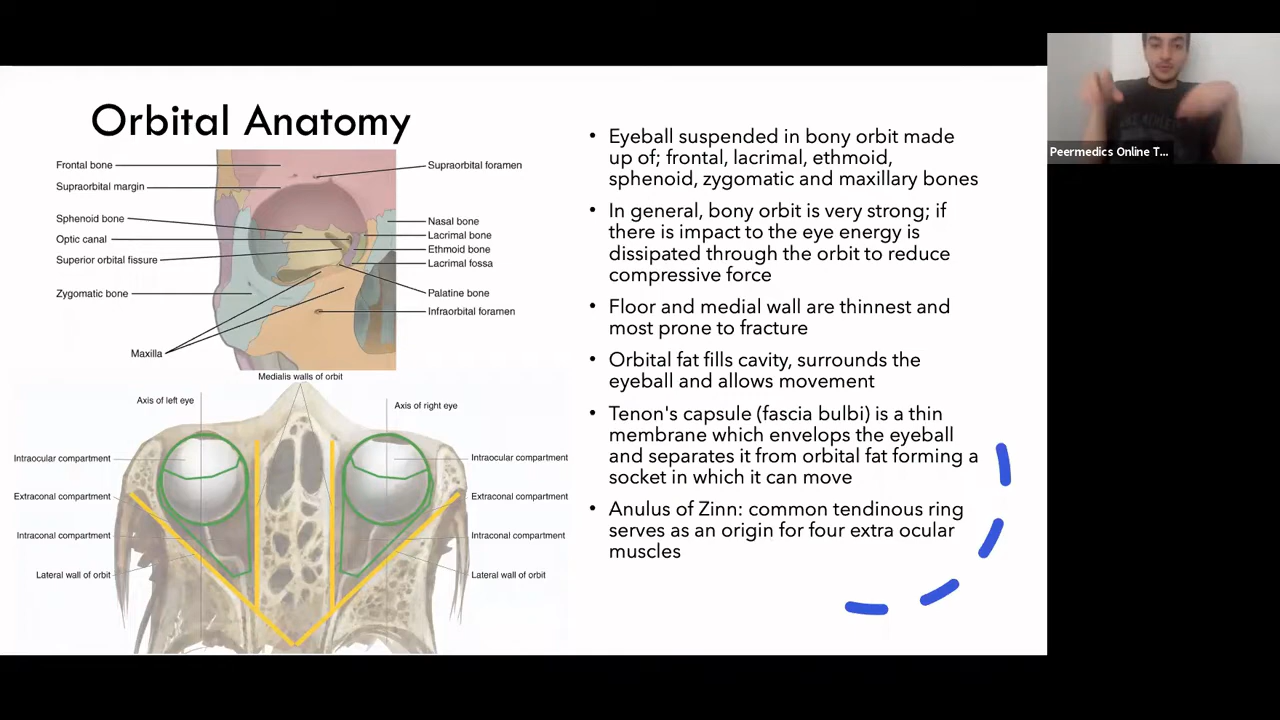 Orbital Anatomy
Frontal bone
Supraorbital margin
Sphenoid bone
Optic canal
Superior orbital fissure
Zygomatic bone
Maxilla
Supraorbital foramen
Nasal bone
Lacrimal bone
Ethmoid bone
Lacrimal fossa
Palatine bone
Infraorbital foramen
Medialis walls of orbit
Axis of left eye
Axis of right eye
Intraocular compartment
Extraconal compartment
Intraconal compartment
Lateral wall of orbit
Intraocular compartment
Extraconal compartment
Intraconal compartment
Lateral wall of orbit
• Eyeball suspended in bony orbit made
up of; frontal, lacrimal, ethmoid,
sphenoid, zygomatic and maxillary bones
• In general, bony orbit is very strong; if
there is impact to the eye energy is
dissipated through the orbit to reduce
compressive force
• Floor and medial wall are thinnest and
most prone to fracture
• Orbital fat fills cavity, surrounds the
eyeball and allows movement
• Tenon's capsule (fascia bulbi) is a thin
membrane which envelops the eyeball
and separates it from orbital fat forming a
socket in which it can move
• Anulus of Zinn: common tendinous ring
serves as an origin for four extra ocular
muscles
Peermedics Online T...